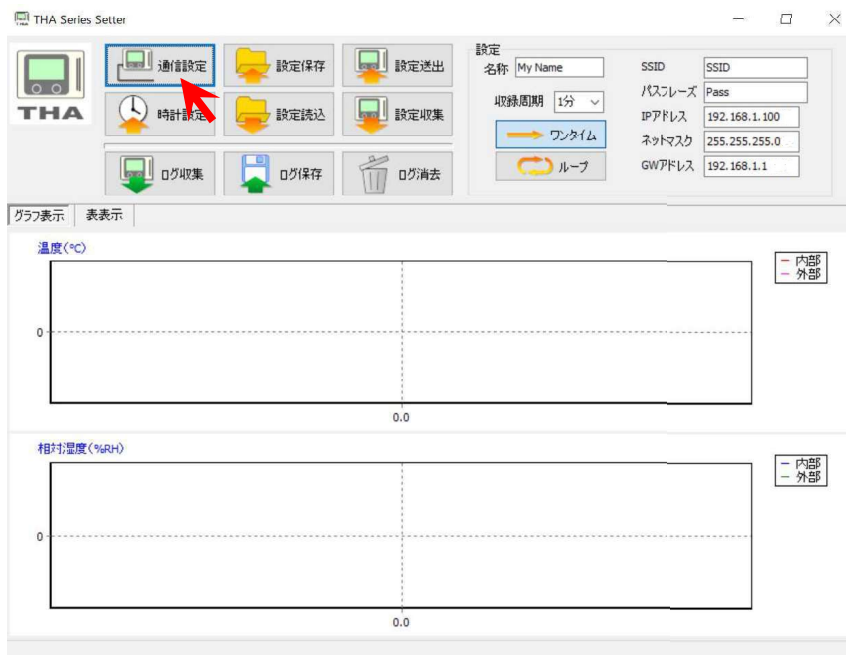 THA Series Setter
THA
通信設定
設定保存
設定送出
時計設定
設定読込
設定収集
ログ収集
ログ保存
ログ消去
設定
名称 My Name
収録周期 1分
ワンタイム
ループ
SSID SSID
パスフレーズ Pass
IPアドレス 192.168.1.100
ネットマスク 255.255.255.0
GWアドレス 192.168.1.1
グラフ表示 表表示
温度(℃)
内部
外部
0
0.0
相対湿度(%RH)
内部
外部
0
0.0